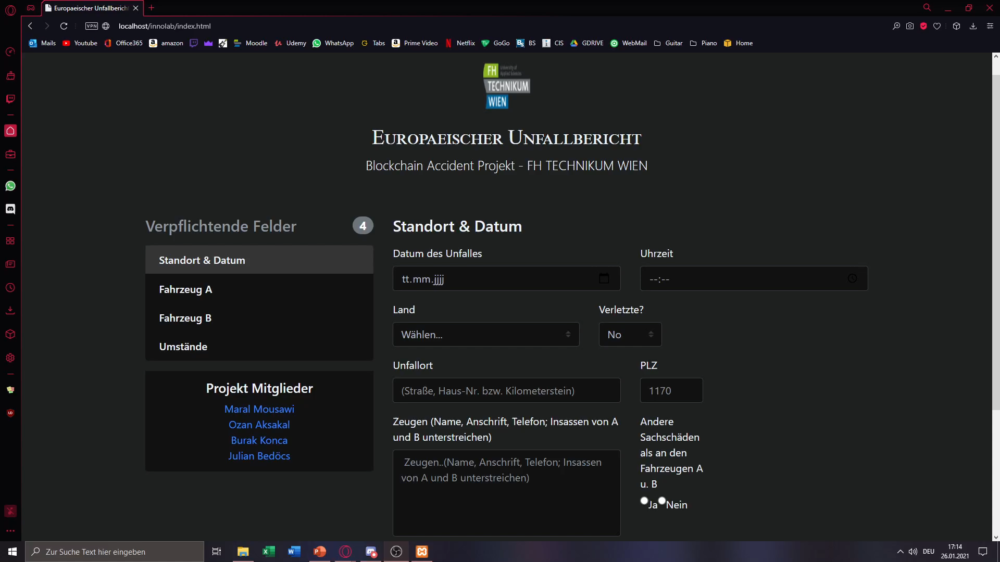 Europaeischer Unfallbericht
VPN
localhost/innolab/index.html
Mails
Youtube
Office365
amazon
Moodle
Udemy
WhatsApp
Tabs
Prime Video
Netflix
GoGo
BS
CIS
GDRIVE
WebMail
Guitar
Piano
Home
FH University of Applied Sciences
TECHNIKUM
WIEN
Europaeischer Unfallbericht
Blockchain Accident Projekt - FH TECHNIKUM WIEN
Verpflichtende Felder 4
Standort & Datum
Fahrzeug A
Fahrzeug B
Umstände
Projekt Mitglieder
Maral Mousawi
Ozan Aksakal
Burak Konca
Julian Bedöcs
Standort & Datum
Datum des Unfalles
tt.mm.jjjj
Uhrzeit
--:--
Land
Wählen...
Verletzte?
No
Unfallort
(Straße, Haus-Nr. bzw. Kilometerstein)
PLZ
1170
Zeugen (Name, Anschrift, Telefon; Insassen von A
und B unterstreichen)
Zeugen..(Name, Anschrift, Telefon; Insassen
von A und B unterstreichen)
Andere
Sachschäden
als an den
Fahrzeugen A
u. B
Ja Nein
Zur Suche Text hier eingeben
DEU
17:14
26.01.2021